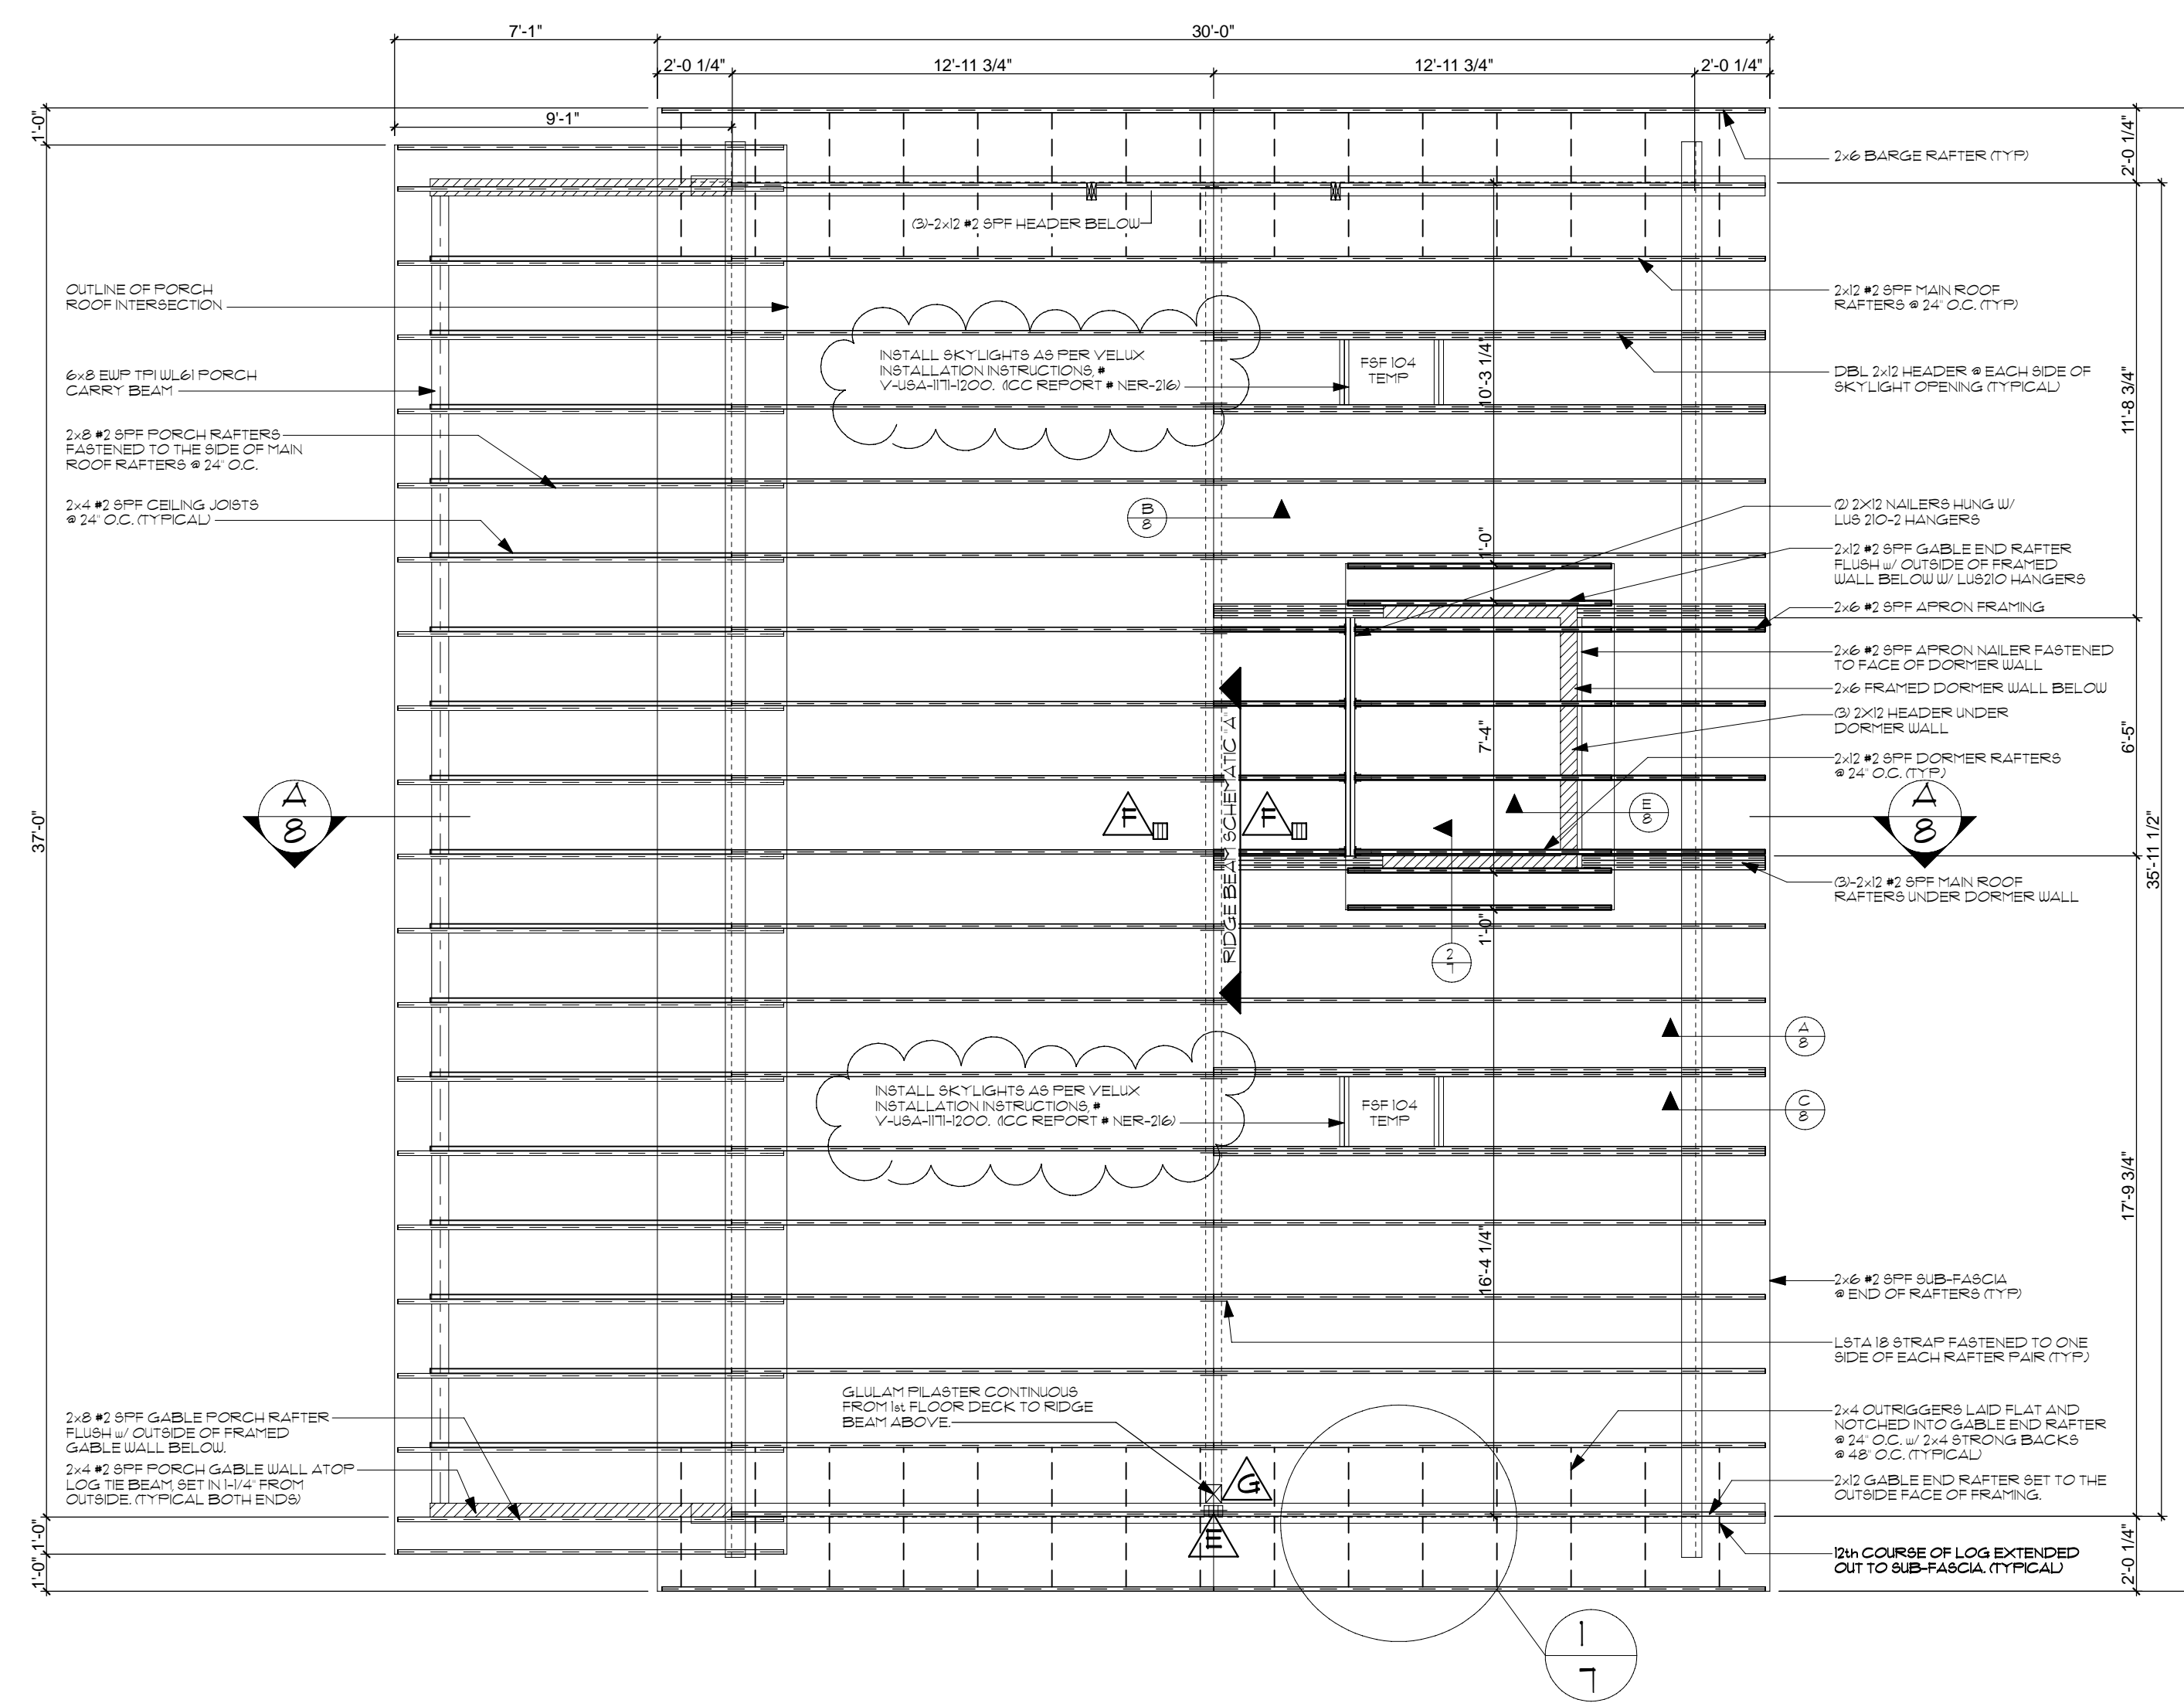 7'-1"
30'-0"
2'-0 1/4"
12'-11 3/4"
12'-11 3/4"
2'-0 1/4"
9'-1"
1'-0"
2'-0 1/4"
2x6 BARGE RAFTER (TYP)
(3)-2x12 #2 SPF HEADER BELOW
OUTLINE OF PORCH
ROOF INTERSECTION
2x12 #2 SPF MAIN ROOF
RAFTERS @ 24" O.C. (TYP)
INSTALL SKYLIGHTS AS PER VELUX
INSTALLATION INSTRUCTIONS, #
V-USA-1171-1200. (ICC REPORT # NER-216)
FSF 104
TEMP
10'-3 1/4"
6x8 EWP TPI WL61 PORCH
CARRY BEAM
DBL 2x12 HEADER @ EACH SIDE OF
SKYLIGHT OPENING (TYPICAL)
11'-8 3/4"
2x8 #2 SPF PORCH RAFTERS
FASTENED TO THE SIDE OF MAIN
ROOF RAFTERS @ 24" O.C.
2x4 #2 SPF CEILING JOISTS
@ 24" O.C. (TYPICAL)
B
8
(2) 2X12 NAILERS HUNG W/
LUS 210-2 HANGERS
1'-0"
2x12 #2 SPF GABLE END RAFTER
FLUSH w/ OUTSIDE OF FRAMED
WALL BELOW W/ LUS210 HANGERS
2x6 #2 SPF APRON FRAMING
2x6 #2 SPF APRON NAILER FASTENED
TO FACE OF DORMER WALL
2x6 FRAMED DORMER WALL BELOW
(3) 2X12 HEADER UNDER
DORMER WALL
7'-4"
6'-5"
2x12 #2 SPF DORMER RAFTERS
@ 24" O.C. (TYP)
RIDGE BEAM SCHEMATIC "A"
A
8
37'-0"
F
F
E
8
A
8
35'-11 1/2"
(3)-2x12 #2 SPF MAIN ROOF
RAFTERS UNDER DORMER WALL
1'-0"
2
7
A
8
INSTALL SKYLIGHTS AS PER VELUX
INSTALLATION INSTRUCTIONS, #
V-USA-1171-1200. (ICC REPORT # NER-216)
FSF 104
TEMP
C
8
17'-9 3/4"
16'-4 1/4"
2x6 #2 SPF SUB-FASCIA
@ END OF RAFTERS (TYP)
LSTA 18 STRAP FASTENED TO ONE
SIDE OF EACH RAFTER PAIR (TYP)
GLULAM PILASTER CONTINUOUS
FROM 1st FLOOR DECK TO RIDGE
BEAM ABOVE.
2x8 #2 SPF GABLE PORCH RAFTER
FLUSH w/ OUTSIDE OF FRAMED
GABLE WALL BELOW.
2x4 #2 SPF PORCH GABLE WALL ATOP
LOG TIE BEAM, SET IN 1-1/4" FROM
OUTSIDE. (TYPICAL BOTH ENDS)
2x4 OUTRIGGERS LAID FLAT AND
NOTCHED INTO GABLE END RAFTER
@ 24" O.C. w/ 2x4 STRONG BACKS
@ 48" O.C. (TYPICAL)
2x12 GABLE END RAFTER SET TO THE
OUTSIDE FACE OF FRAMING.
G
E
1'-0"
1'-0"
12th COURSE OF LOG EXTENDED
OUT TO SUB-FASCIA. (TYPICAL)
2'-0 1/4"
1
7